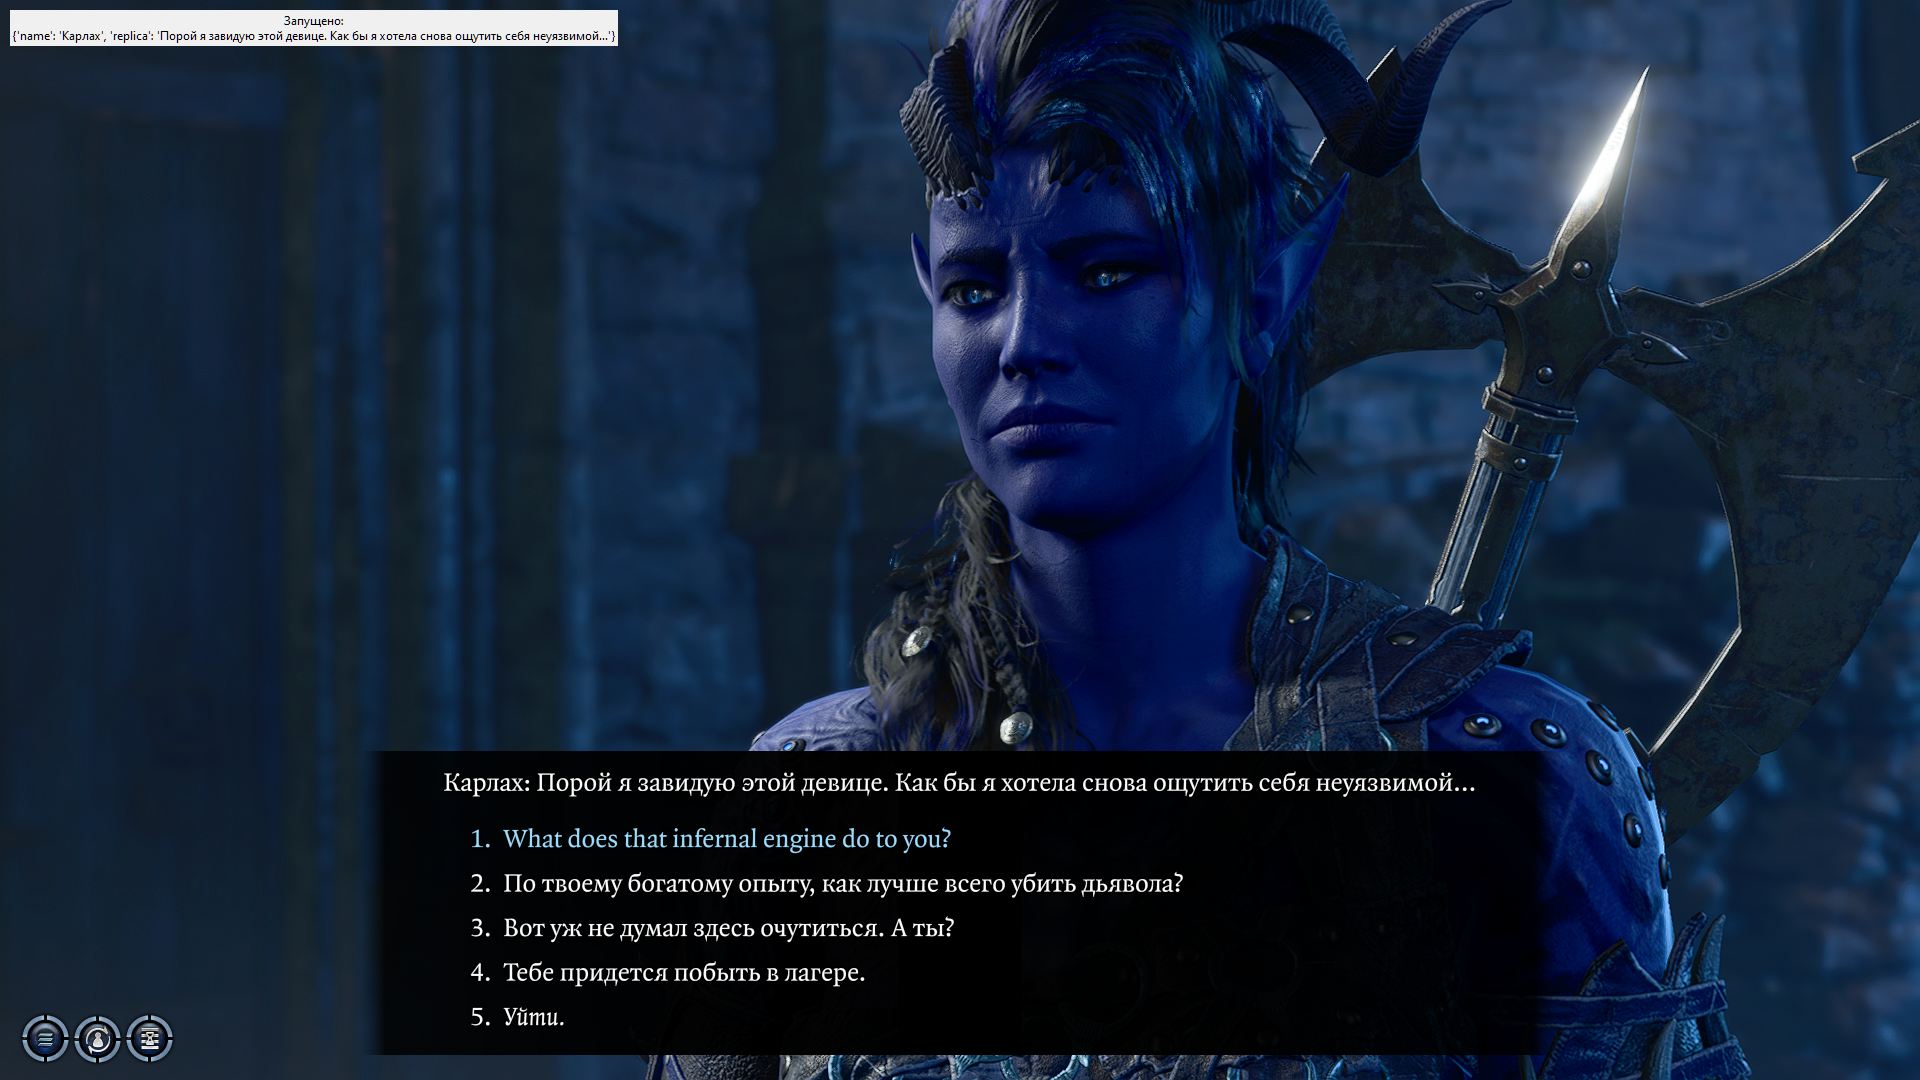 Запущено:
{'name': 'Карлах', 'replica': 'Порой я завидую этой девице. Как бы я хотела снова ощутить себя неуязвимой...'}
Карлах: Порой я завидую этой девице. Как бы я хотела снова ощутить себя неуязвимой...
1. What does that infernal engine do to you?
2. По твоему богатому опыту, как лучше всего убить дьявола?
3. Вот уж не думал здесь очутиться. А ты?
4. Тебе придется побыть в лагере.
5. Уйти.